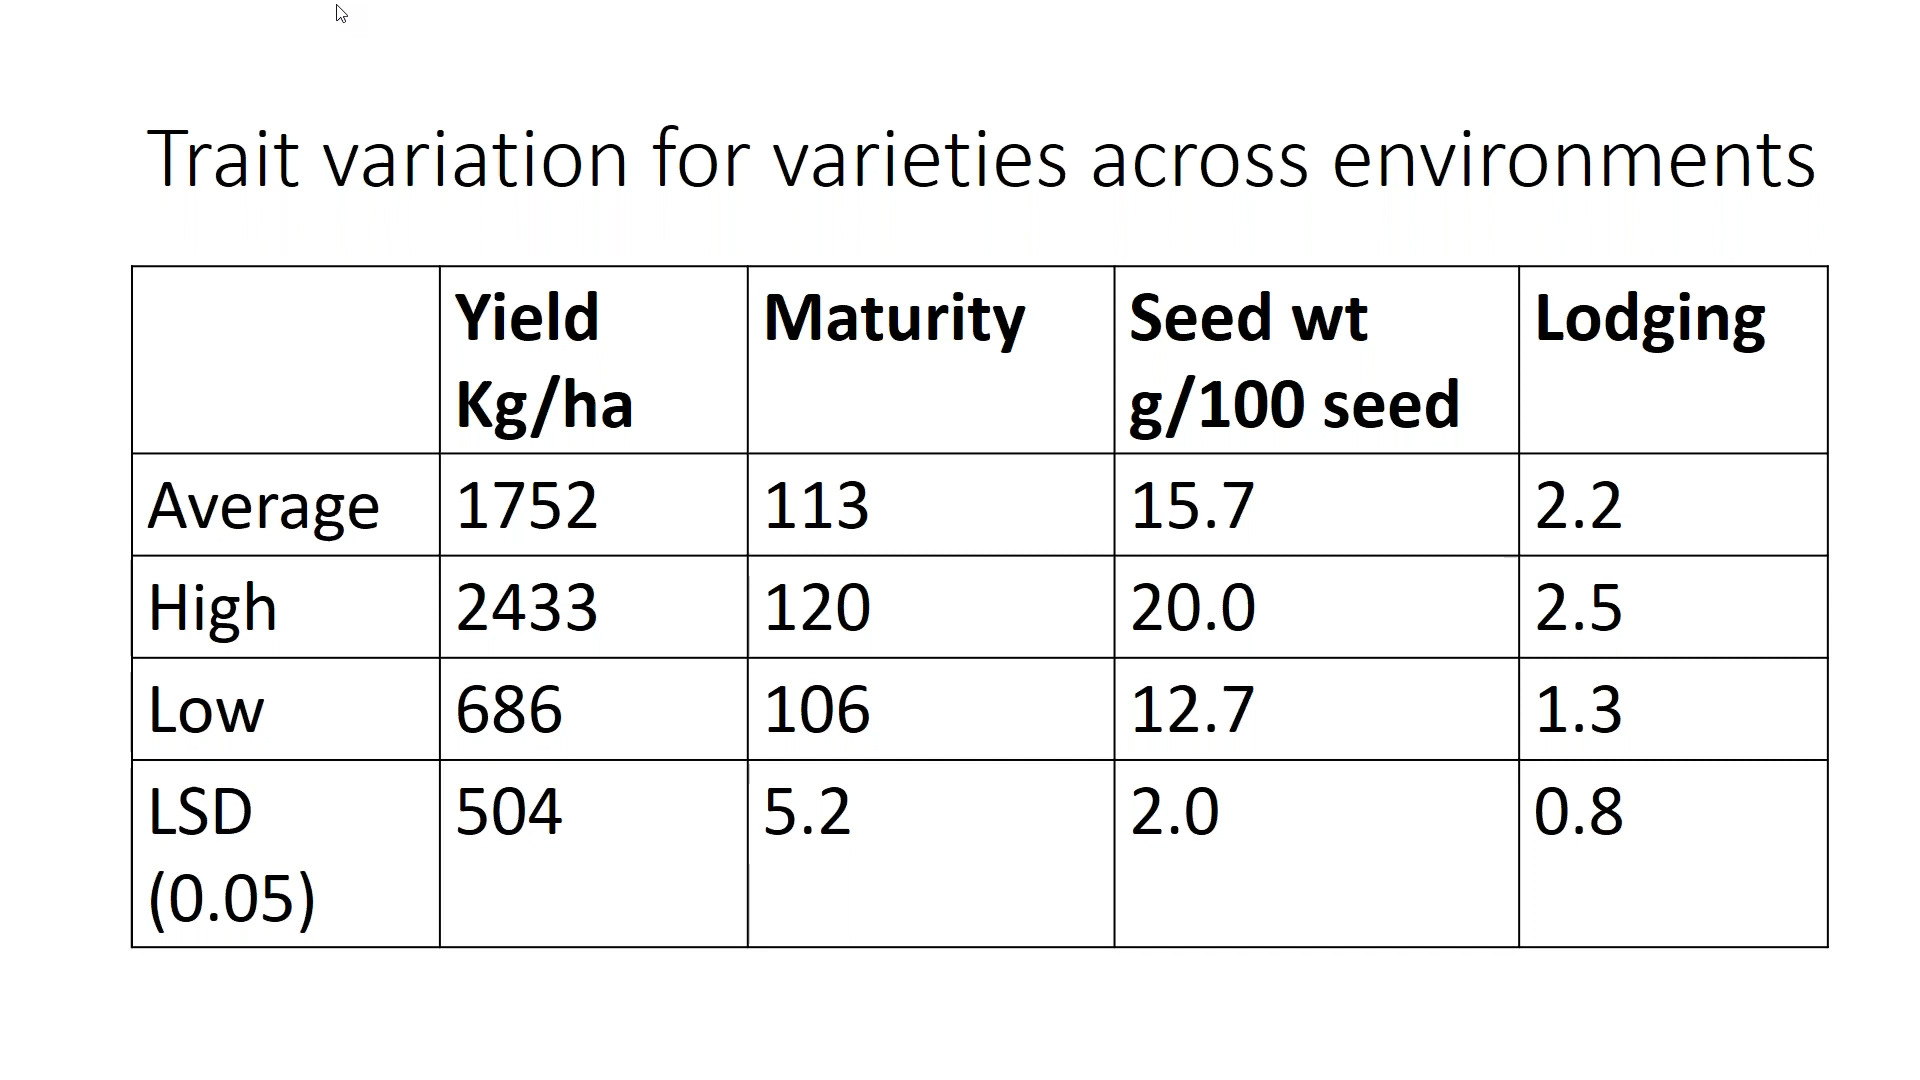 Trait variation for varieties across environments
Yield Kg/ha Maturity Seed wt g/100 seed Lodging
Average 1752 113 15.7 2.2
High 2433 120 20.0 2.5
Low 686 106 12.7 1.3
LSD (0.05) 504 5.2 2.0 0.8